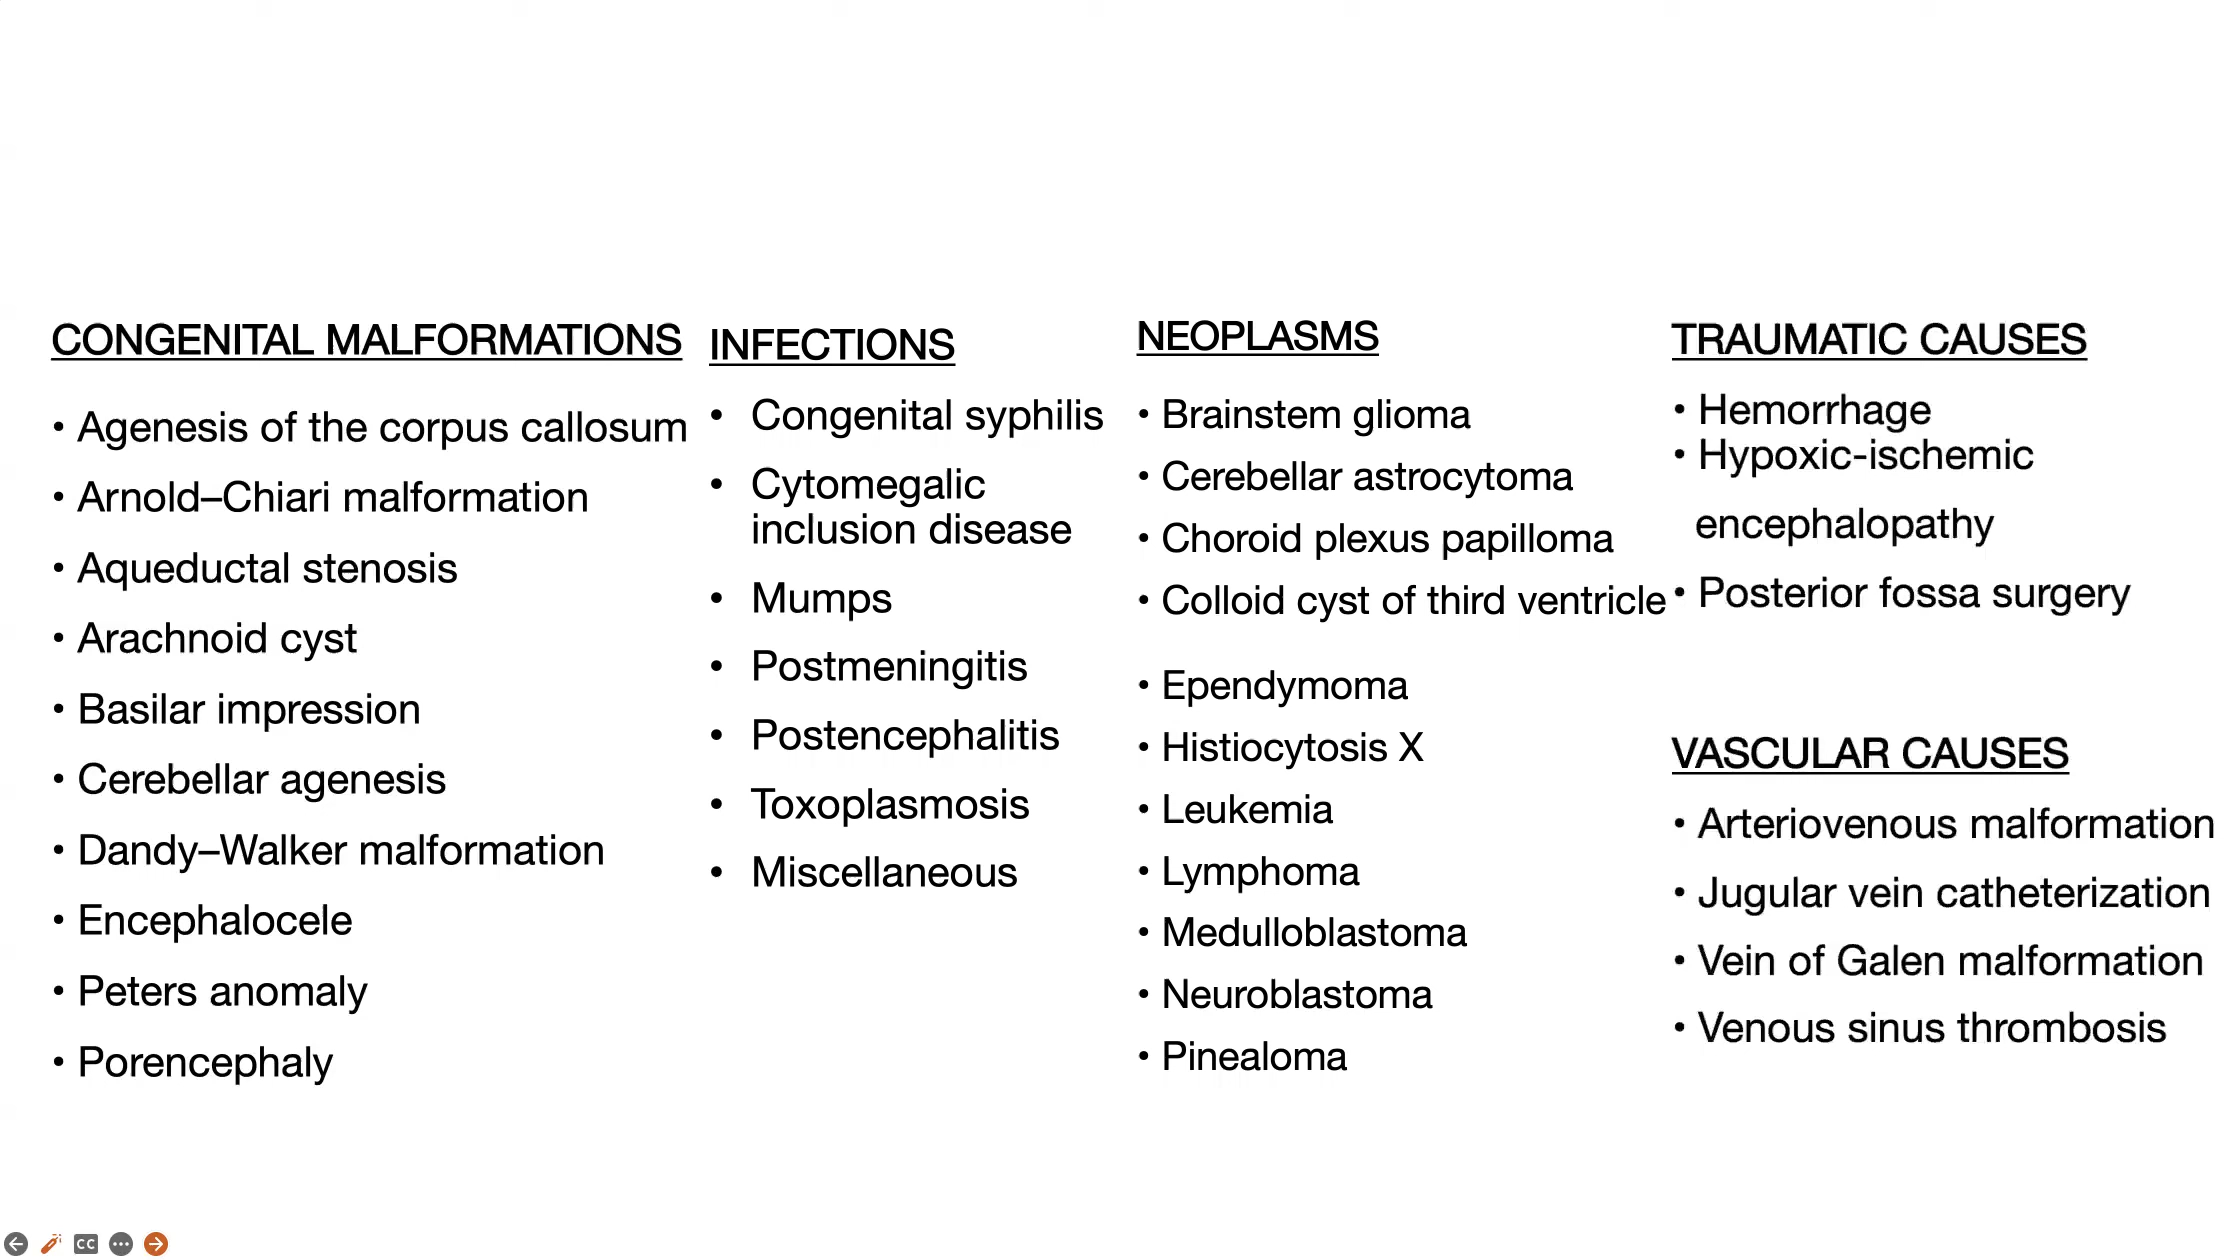 CONGENITAL MALFORMATIONS
• Agenesis of the corpus callosum
• Arnold–Chiari malformation
• Aqueductal stenosis
• Arachnoid cyst
• Basilar impression
• Cerebellar agenesis
• Dandy–Walker malformation
• Encephalocele
• Peters anomaly
• Porencephaly
INFECTIONS
• Congenital syphilis
• Cytomegalic
inclusion disease
• Mumps
• Postmeningitis
• Postencephalitis
• Toxoplasmosis
• Miscellaneous
NEOPLASMS
• Brainstem glioma
• Cerebellar astrocytoma
• Choroid plexus papilloma
• Colloid cyst of third ventricle
• Ependymoma
• Histiocytosis X
• Leukemia
• Lymphoma
• Medulloblastoma
• Neuroblastoma
• Pinealoma
TRAUMATIC CAUSES
• Hemorrhage
• Hypoxic-ischemic
encephalopathy
• Posterior fossa surgery
VASCULAR CAUSES
• Arteriovenous malformation
• Jugular vein catheterization
• Vein of Galen malformation
• Venous sinus thrombosis
CC